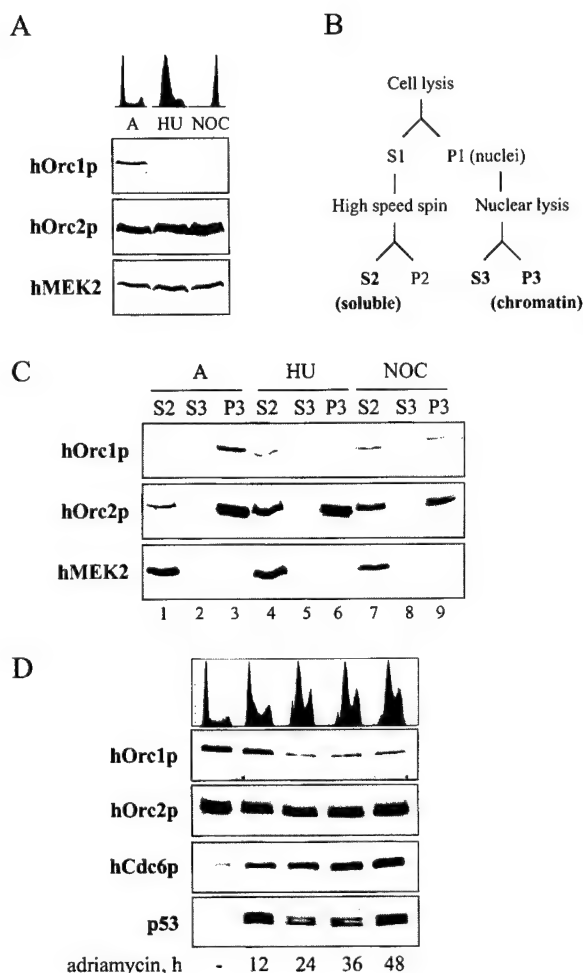 A
A HU NOC
hOrc1p
hOrc2p
hMEK2
B
Cell lysis
S1 P1 (nuclei)
High speed spin Nuclear lysis
S2 P2 S3 P3
(soluble) (chromatin)
C
A HU NOC
S2 S3 P3 S2 S3 P3 S2 S3 P3
hOrc1p
hOrc2p
hMEK2
1 2 3 4 5 6 7 8 9
D
hOrc1p
hOrc2p
hCdc6p
p53
adriamycin, h - 12 24 36 48